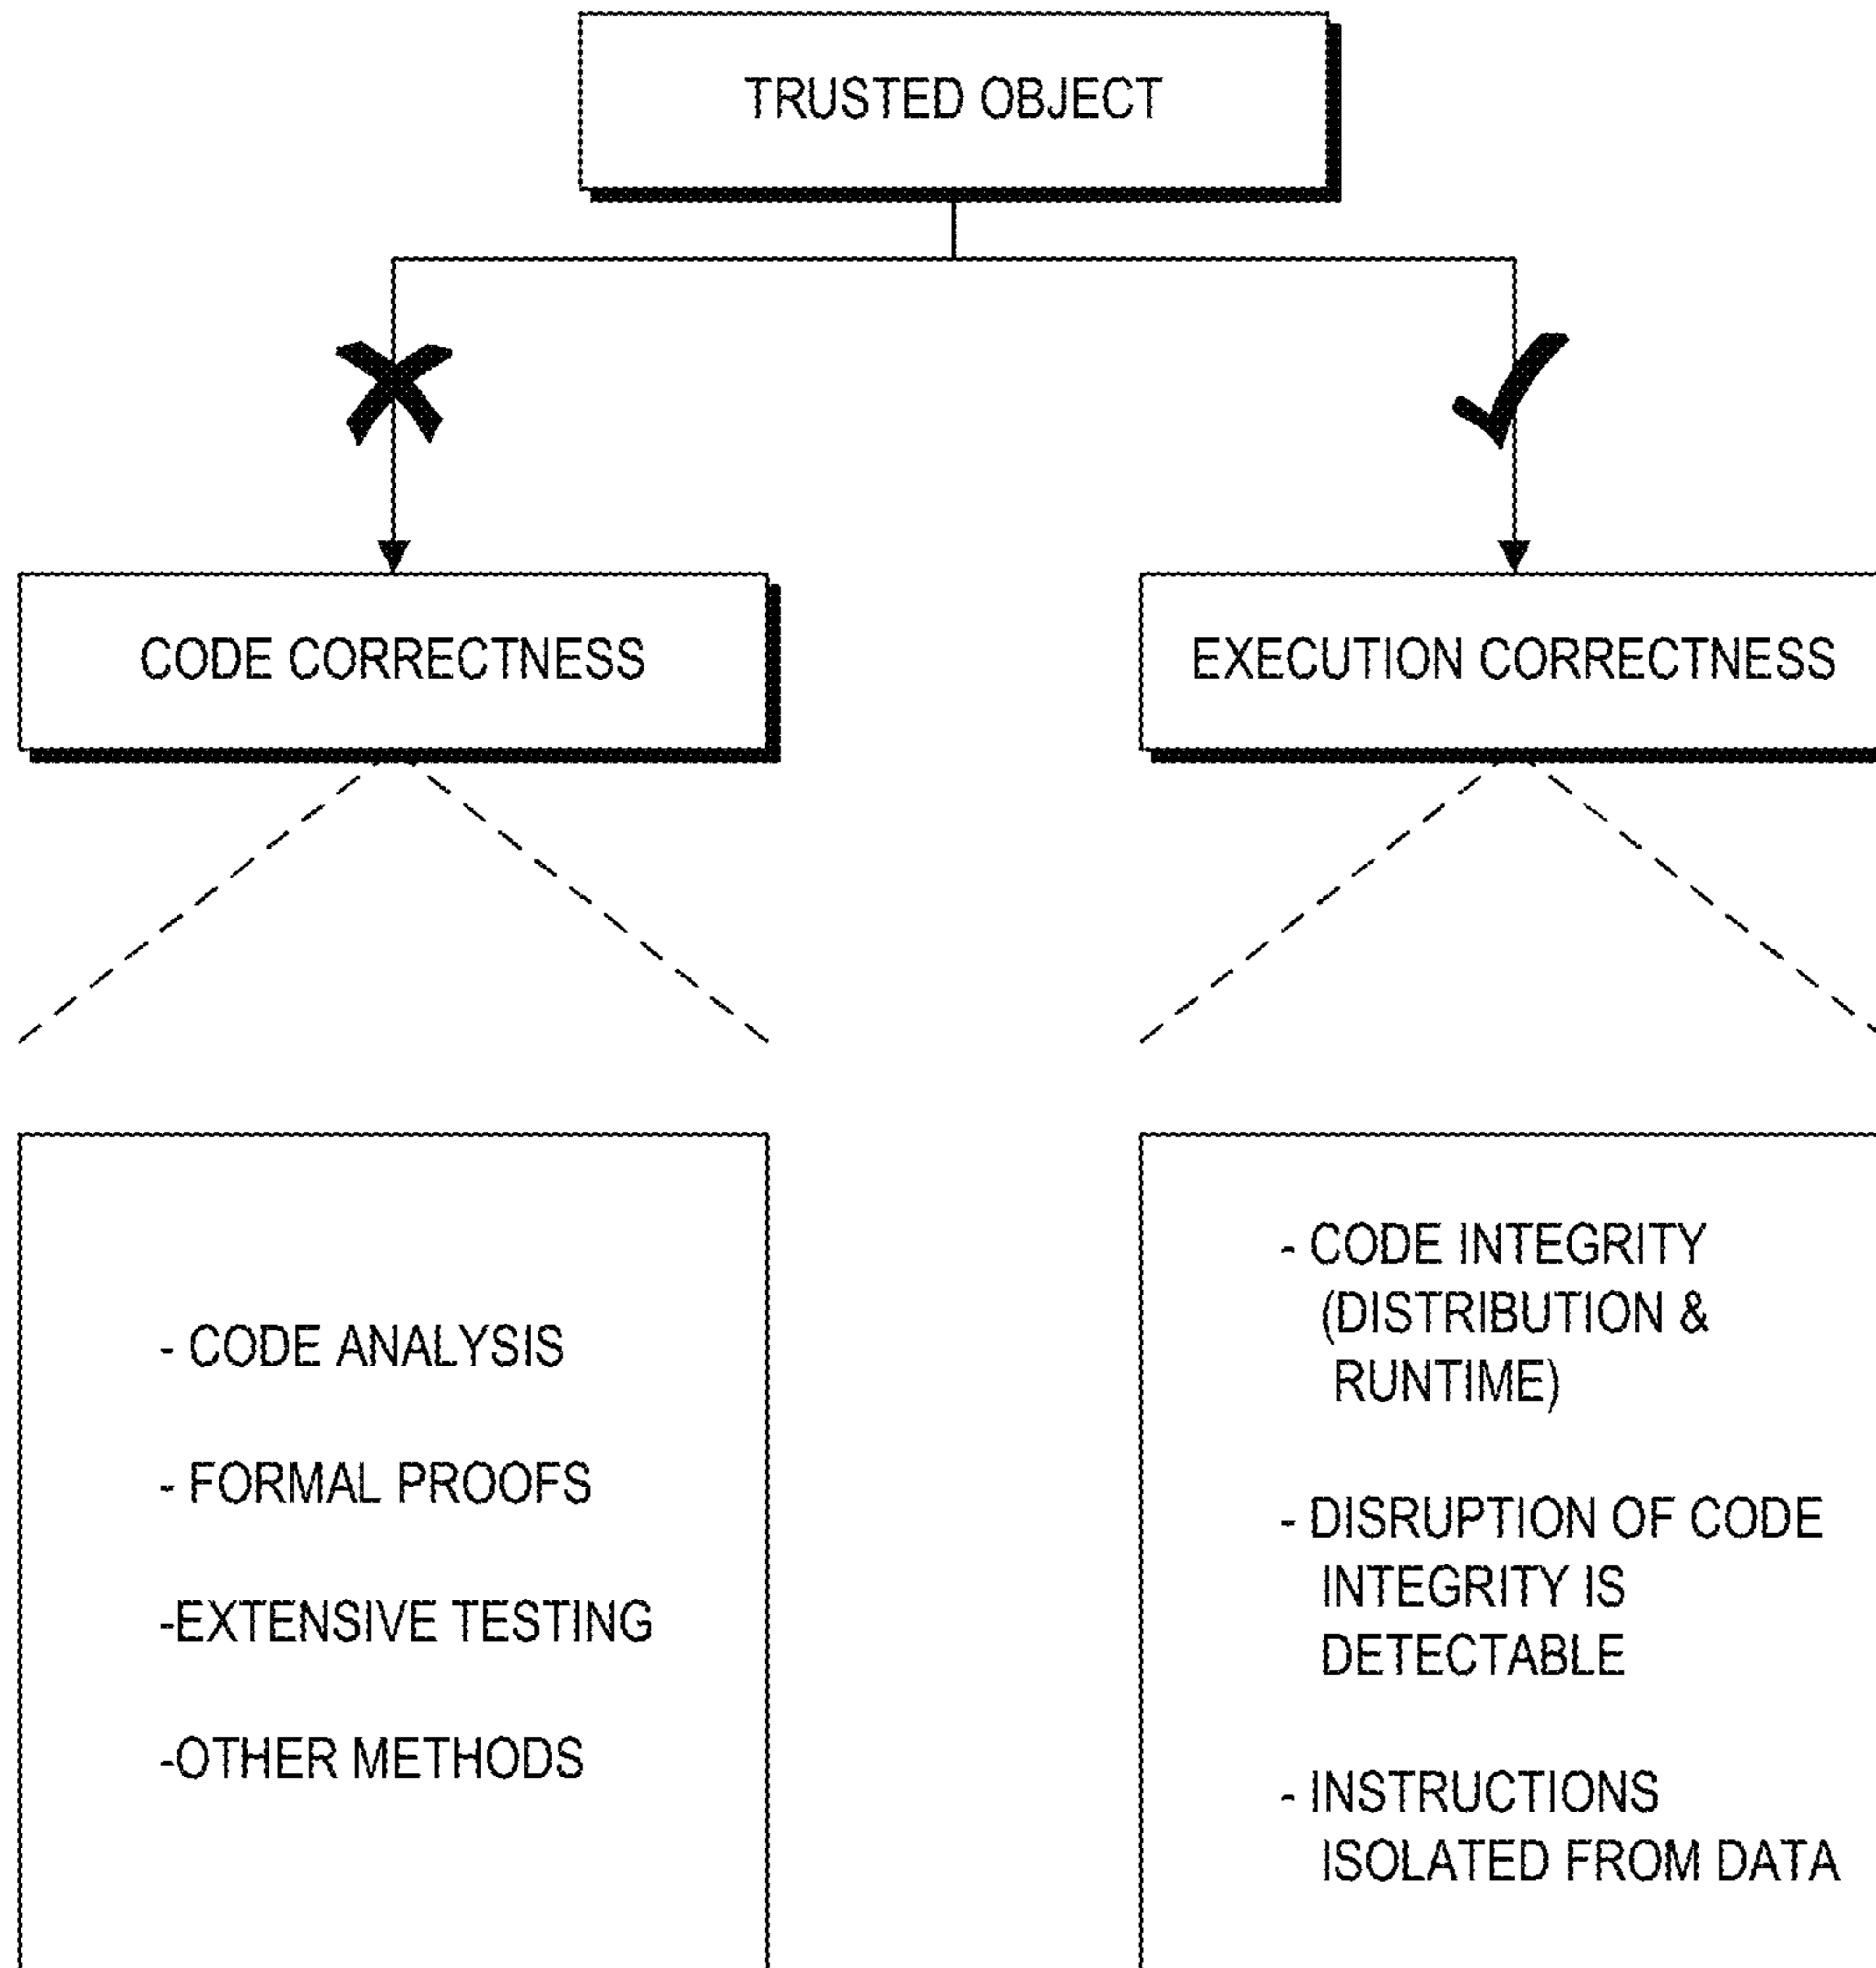 TRUSTED OBJECT
CODE CORRECTNESS
EXECUTION CORRECTNESS
- CODE ANALYSIS
- FORMAL PROOFS
-EXTENSIVE TESTING
-OTHER METHODS
- CODE INTEGRITY
(DISTRIBUTION &
RUNTIME)
- DISRUPTION OF CODE
INTEGRITY IS
DETECTABLE
- INSTRUCTIONS
ISOLATED FROM DATA